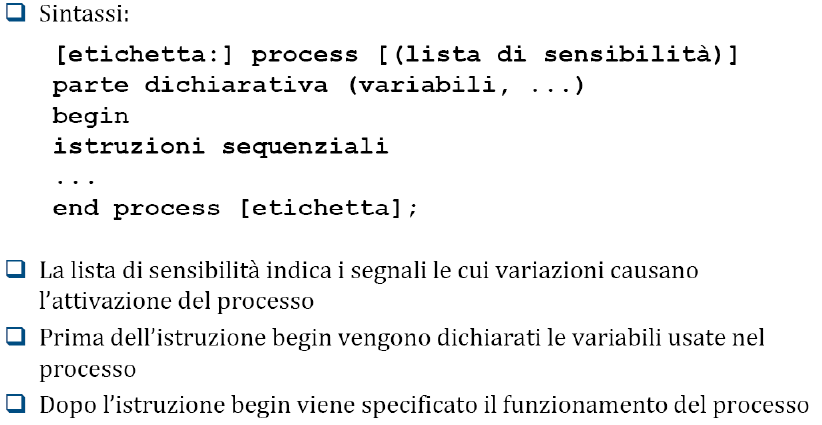 Sintassi:
[etichetta:] process [(lista di sensibilità)]
parte dichiarativa (variabili, ...)
begin
istruzioni sequenziali
...
end process [etichetta];
La lista di sensibilità indica i segnali le cui variazioni causano
l'attivazione del processo
Prima dell'istruzione begin vengono dichiarati le variabili usate nel
processo
Dopo l'istruzione begin viene specificato il funzionamento del processo